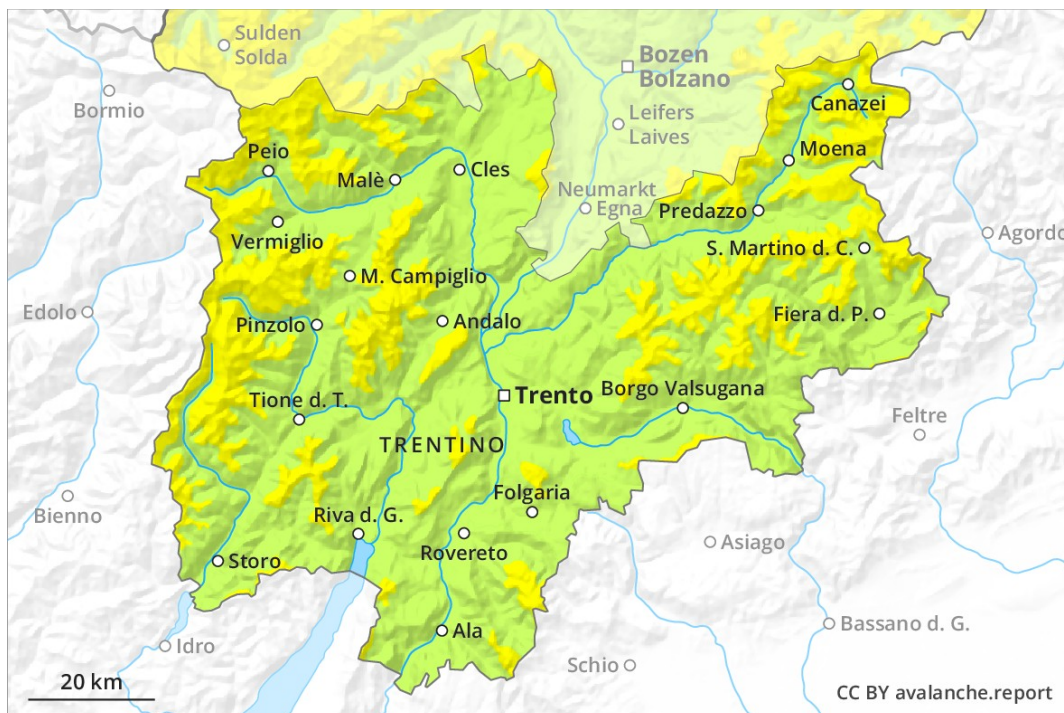 Sulden
Solda
Bormio
Bozen
Bolzano
Leifers
Laives
Canazei
Moena
Peio
Malè
Cles
Neumarkt
Egna
Predazzo
Vermiglio
S. Martino d. C.
Agordo
M. Campiglio
Edolo
Pinzolo
Andalo
Fiera d. P.
Trento
Borgo Valsugana
Tione d. T.
Feltre
TRENTINO
Bienno
Folgaria
Riva d. G.
Rovereto
Asiago
Storo
Ala
Bassano d. G.
Idro
Schio
20 km
CC BY avalanche.report